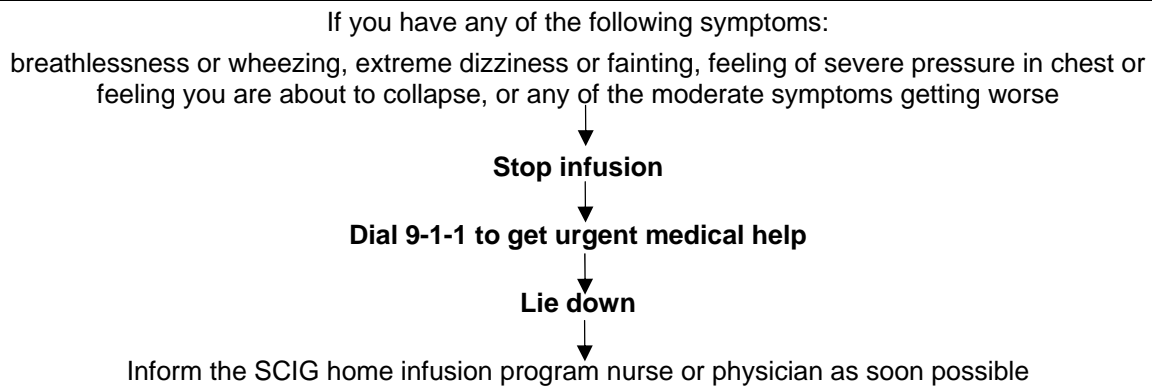 If you have any of the following symptoms:
breathlessness or wheezing, extreme dizziness or fainting, feeling of severe pressure in chest or
feeling you are about to collapse, or any of the moderate symptoms getting worse
Stop infusion
Dial 9-1-1 to get urgent medical help
Lie down
Inform the SCIG home infusion program nurse or physician as soon possible